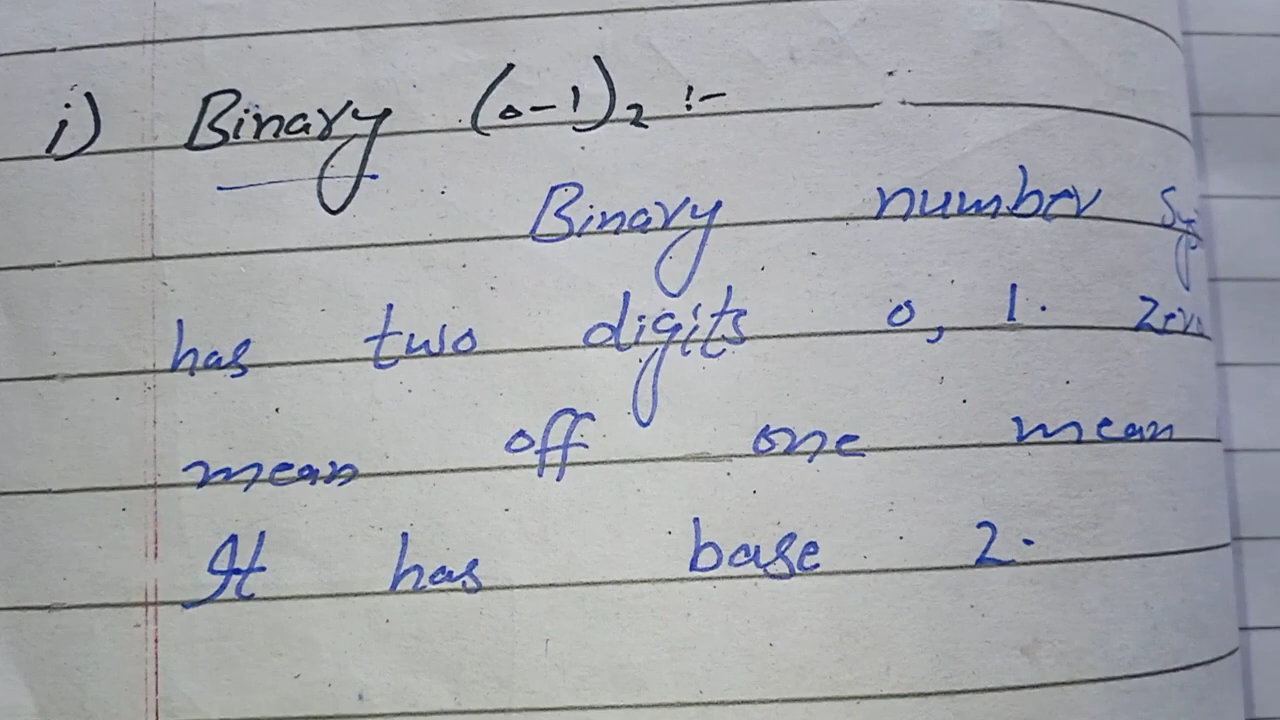 i) Binary (0-1)₂ :-
Binary number
has two digits 0, 1. Zero
mean off one mean
It has base 2.